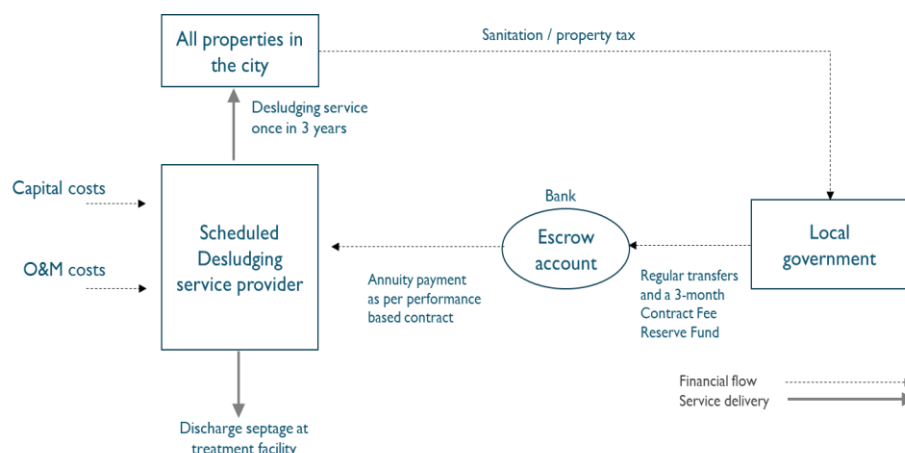 All properties in
the city
Sanitation / property tax
Desludging service
once in 3 years
Capital costs
O&M costs
Scheduled
Desludging
service provider
Annuity payment
as per performance
based contract
Bank
Escrow
account
Regular transfers
and a 3-month
Contract Fee
Reserve Fund
Local
government
Financial flow
Service delivery
Discharge septage at
treatment facility